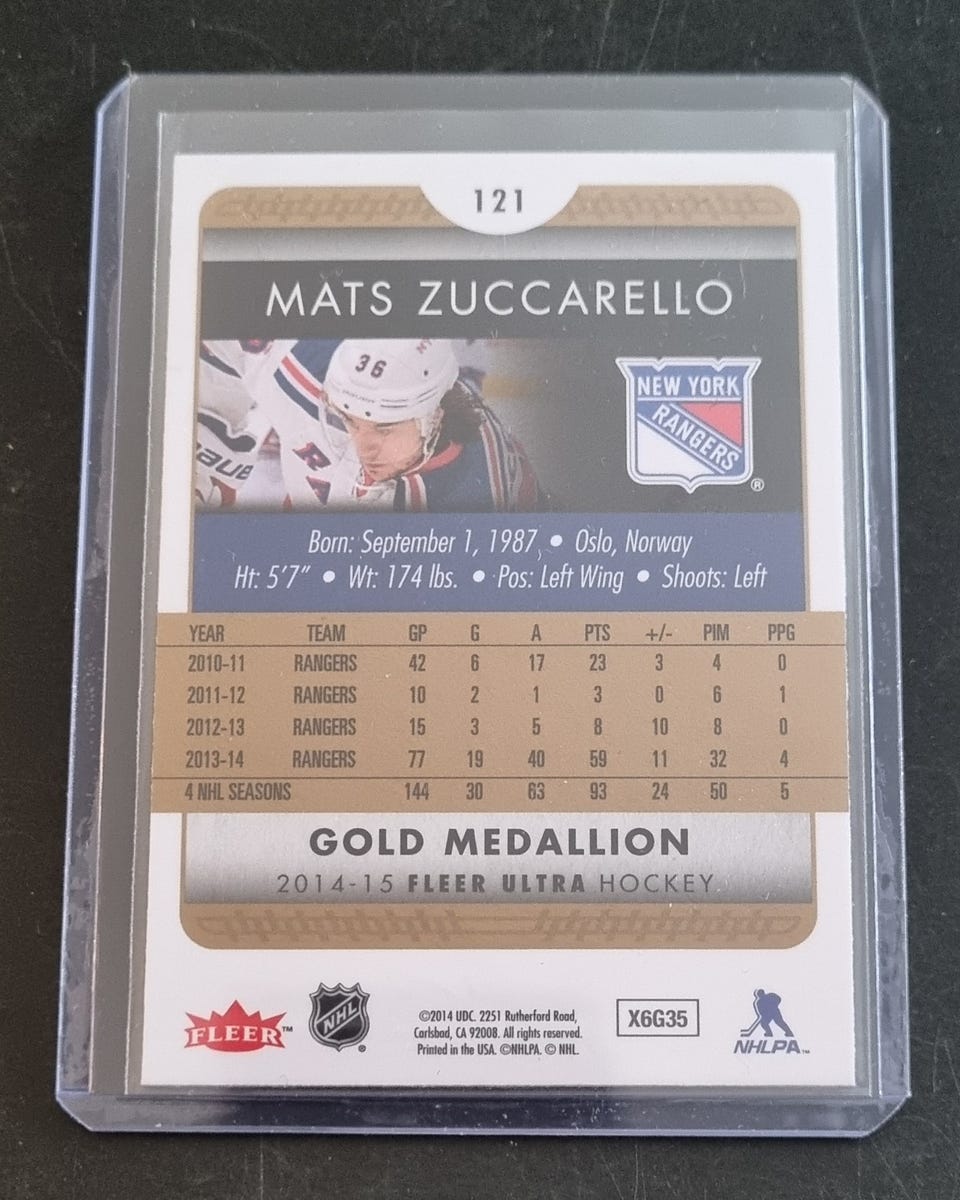 121
MATS ZUCCARELLO
36
NEW YORK
RANGERS
®
Born: September 1, 1987 • Oslo, Norway
Ht: 5'7" • Wt: 174 lbs. • Pos: Left Wing • Shoots: Left
YEAR TEAM GP G A PTS +/- PIM PPG
2010-11 RANGERS 42 6 17 23 3 4 0
2011-12 RANGERS 10 2 1 3 0 6 1
2012-13 RANGERS 15 3 5 8 10 8 0
2013-14 RANGERS 77 19 40 59 11 32 4
4 NHL SEASONS 144 30 63 93 24 50 5
GOLD MEDALLION
2014-15 FLEER ULTRA HOCKEY
FLEER™
NHL®
©2014 UDC. 2251 Rutherford Road,
Carlsbad, CA 92008. All rights reserved.
Printed in the USA. ©NHLPA. © NHL.
X6G35
NHLPA™